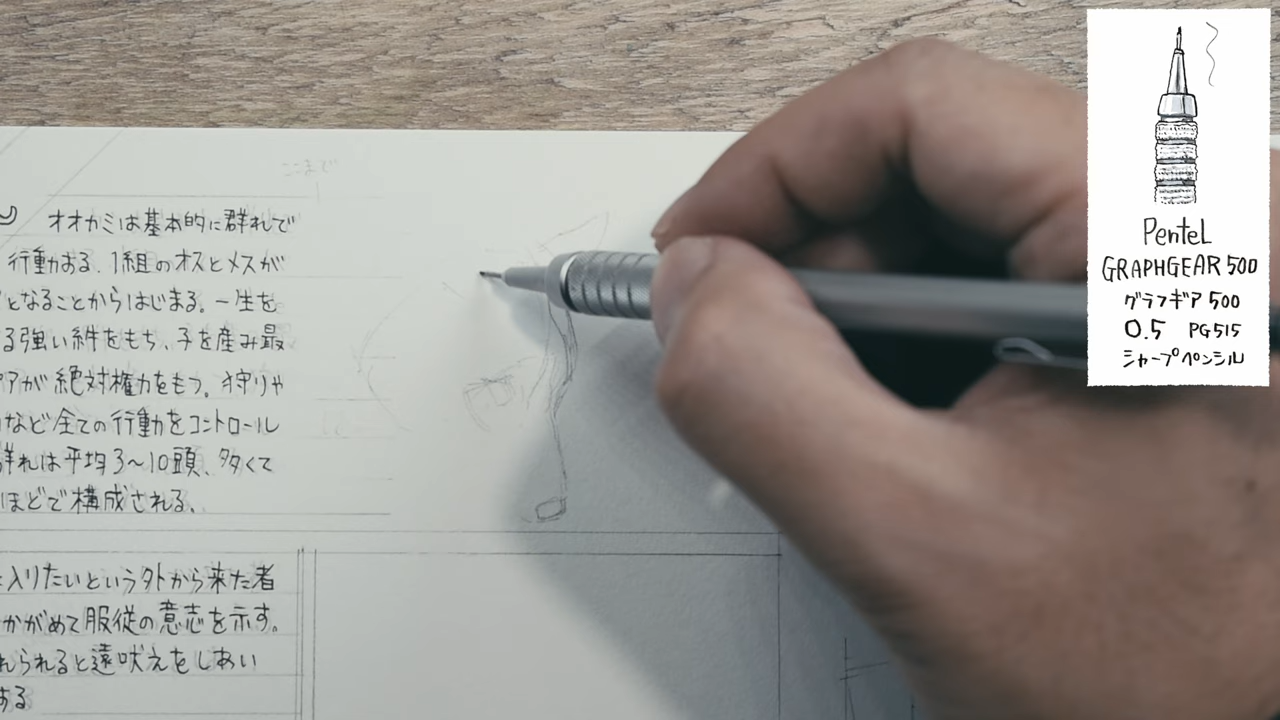 ここまで
オオカミは基本的に群れで
行動する。1組のオスとメスが
となることからはじまる。一生を
る強い絆をもち、子を産み最
アが絶対権力をもつ。狩りや
など全ての行動をコントロール
群れは平均3〜10頭、多くて
ほどで構成される。
入りたいという外から来た者
かがめて服従の意志を示す。
れられると遠吠えをしあい
ある
Pentel
GRAPHGEAR 500
グラフギア 500
0.5 PG515
シャープペンシル